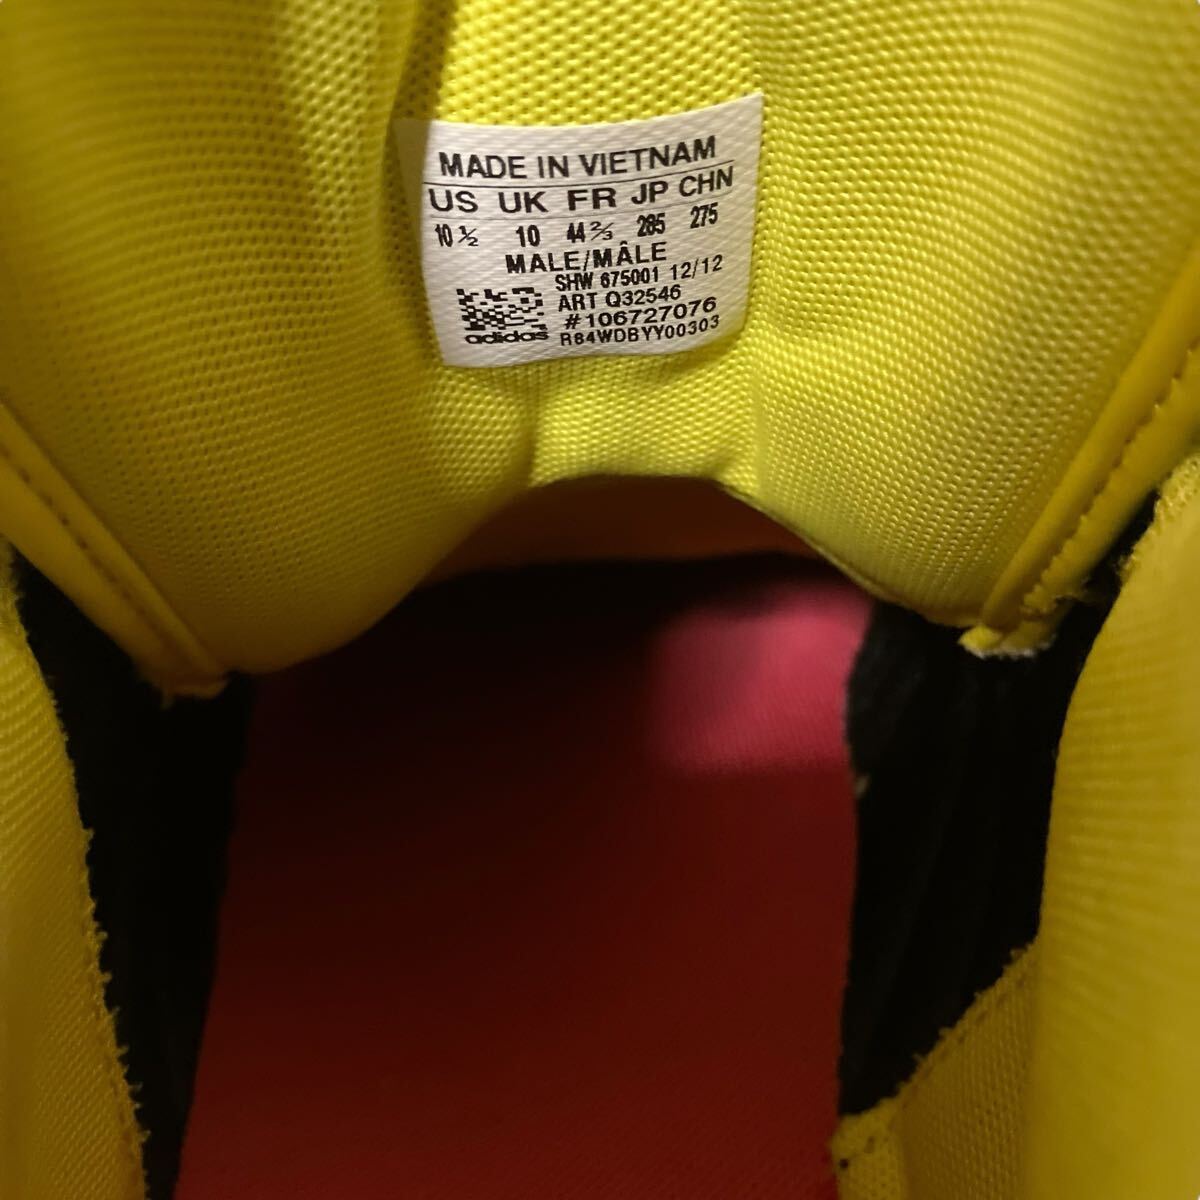 MADE IN VIETNAM
US UK FR JP CHN
10 ½ 10 44 ⅔ 285 275
MALE/MÂLE
SHW 675001 12/12
ART Q32546
#106727076
adidas R84WDBYY00303